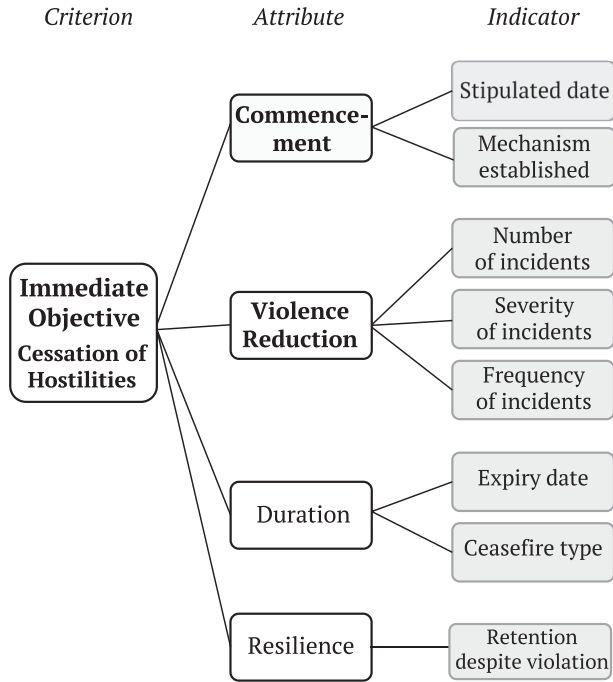 Criterion
Attribute
Indicator
Immediate
Objective
Cessation of
Hostilities
Commence-
ment
Stipulated date
Mechanism
established
Violence
Reduction
Number
of incidents
Severity
of incidents
Frequency
of incidents
Duration
Expiry date
Ceasefire type
Resilience
Retention
despite violation